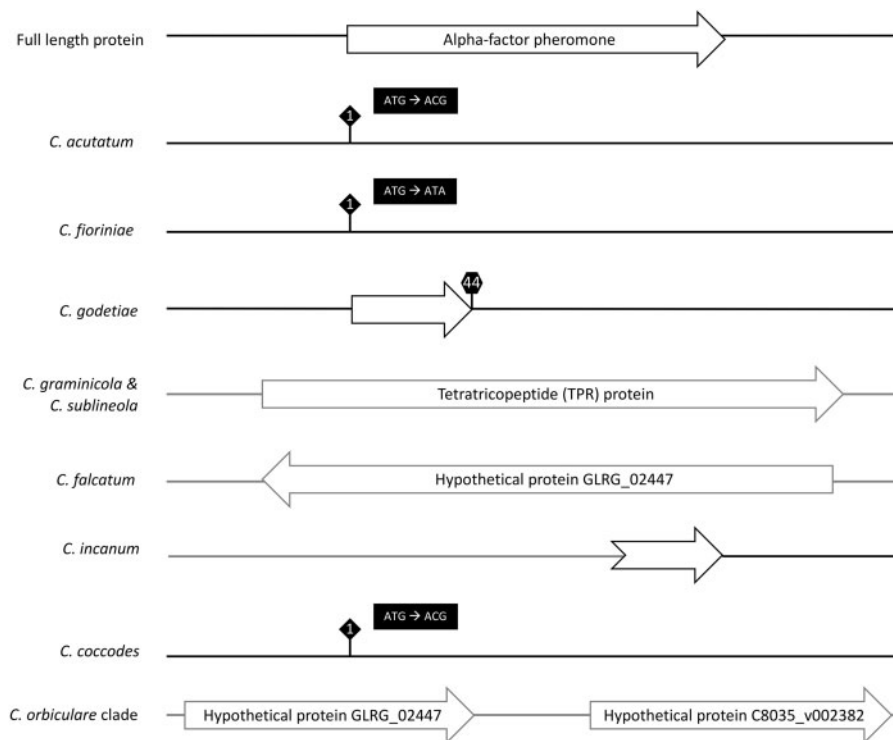 Full length protein
Alpha-factor pheromone
C. acutatum
1
ATG → ACG
C. fioriniae
1
ATG → ATA
C. godetiae
44
C. graminicola &
C. sublineola
Tetratricopeptide (TPR) protein
C. falcatum
Hypothetical protein GLRG_02447
C. incanum
C. coccodes
1
ATG → ACG
C. orbiculare clade
Hypothetical protein GLRG_02447
Hypothetical protein C8035_v002382